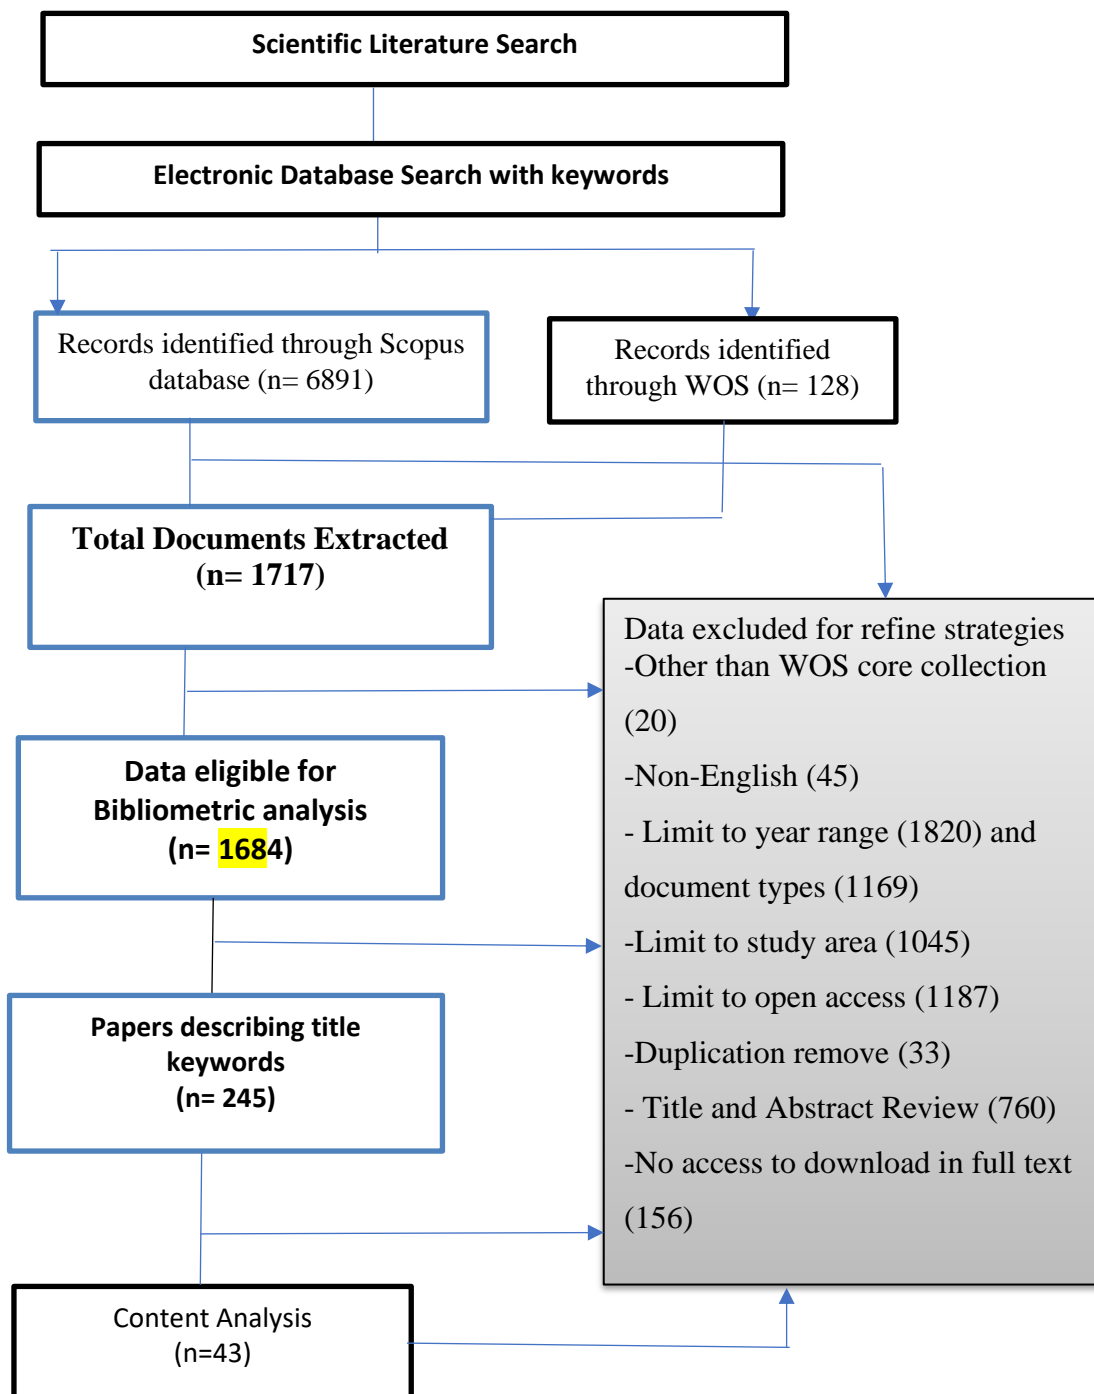 Scientific Literature Search
Electronic Database Search with keywords
Records identified through Scopus
database (n= 6891)
Records identified
through WOS (n= 128)
Total Documents Extracted
(n= 1717)
Data eligible for
Bibliometric analysis
(n= 1684)
Papers describing title
keywords
(n= 245)
Content Analysis
(n=43)
Data excluded for refine strategies
-Other than WOS core collection
(20)
-Non-English (45)
- Limit to year range (1820) and
document types (1169)
-Limit to study area (1045)
- Limit to open access (1187)
-Duplication remove (33)
- Title and Abstract Review (760)
-No access to download in full text
(156)